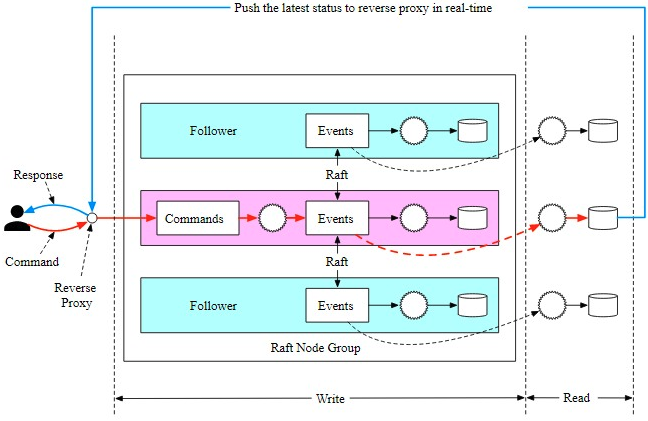 Push the latest status to reverse proxy in real-time
Follower
Events
Raft
Response
Commands
Events
Command
Raft
Reverse
Proxy
Follower
Events
Raft Node Group
Write
Read